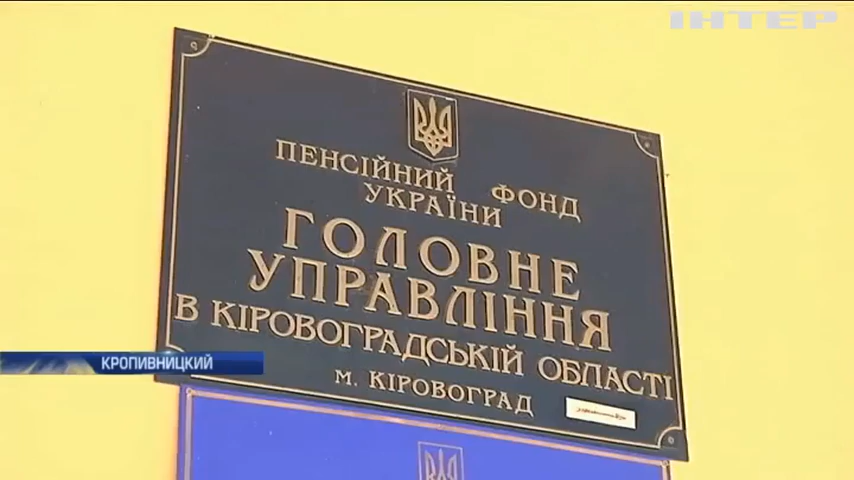 ІНТЕР
ПЕНСІЙНИЙ ФОНД
УКРАЇНИ
ГОЛОВНЕ
УПРАВЛІННЯ
В КІРОВОГРАДСЬКІЙ ОБЛАСТІ
М. КІРОВОГРАД
КРОПИВНИЦКИЙ